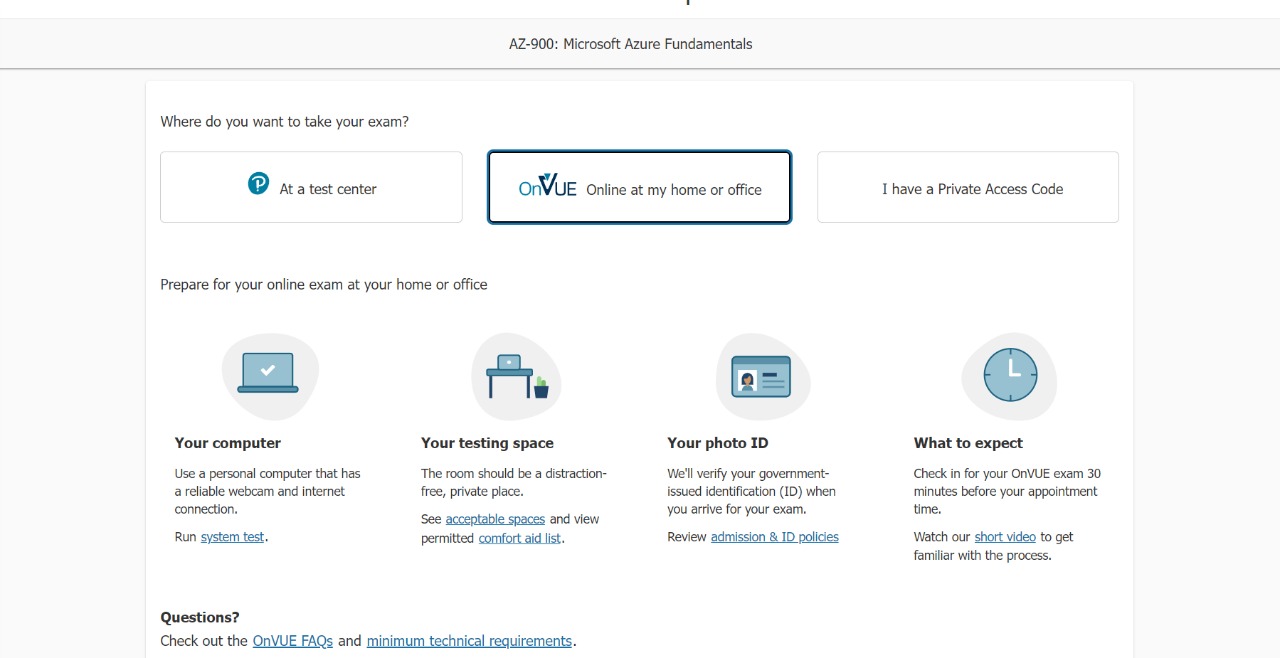 AZ-900: Microsoft Azure Fundamentals
Where do you want to take your exam?
At a test center
OnVUE Online at my home or office
I have a Private Access Code
Prepare for your online exam at your home or office
Your computer
Use a personal computer that has
a reliable webcam and internet
connection.
Run system test.
Your testing space
The room should be a distraction-
free, private place.
See acceptable spaces and view
permitted comfort aid list.
Your photo ID
We'll verify your government-
issued identification (ID) when
you arrive for your exam.
Review admission & ID policies
What to expect
Check in for your OnVUE exam 30
minutes before your appointment
time.
Watch our short video to get
familiar with the process.
Questions?
Check out the OnVUE FAQs and minimum technical requirements.